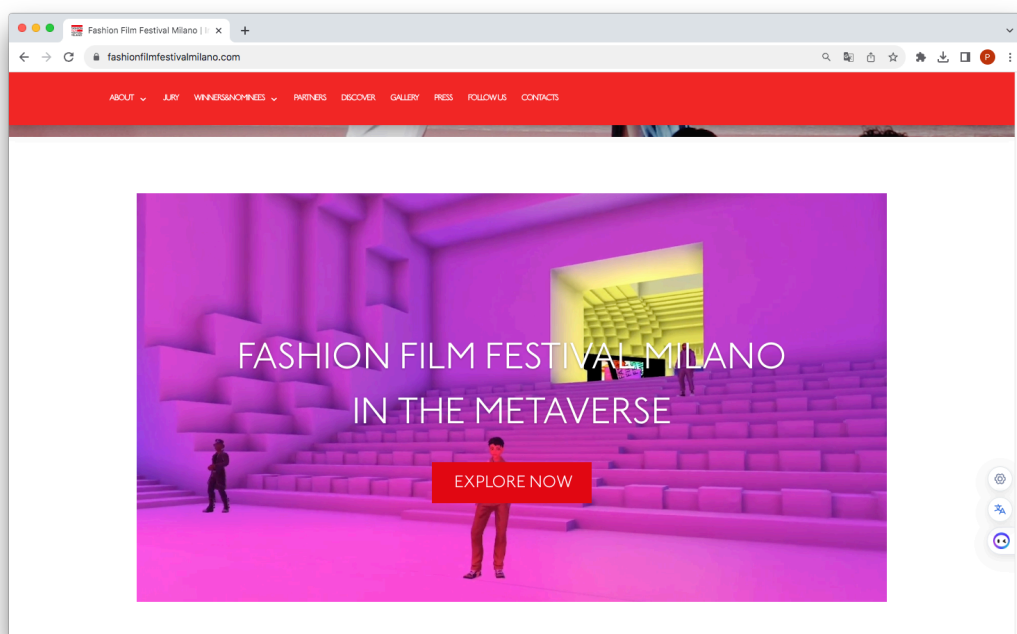 Fashion Film Festival Milano | I
fashionfilmfestivalmilano.com
P
ABOUT JURY WINNERS&NOMINEES PARTNERS DISCOVER GALLERY PRESS FOLLOW US CONTACTS
FASHION FILM FESTIVAL MILANO
IN THE METAVERSE
EXPLORE NOW